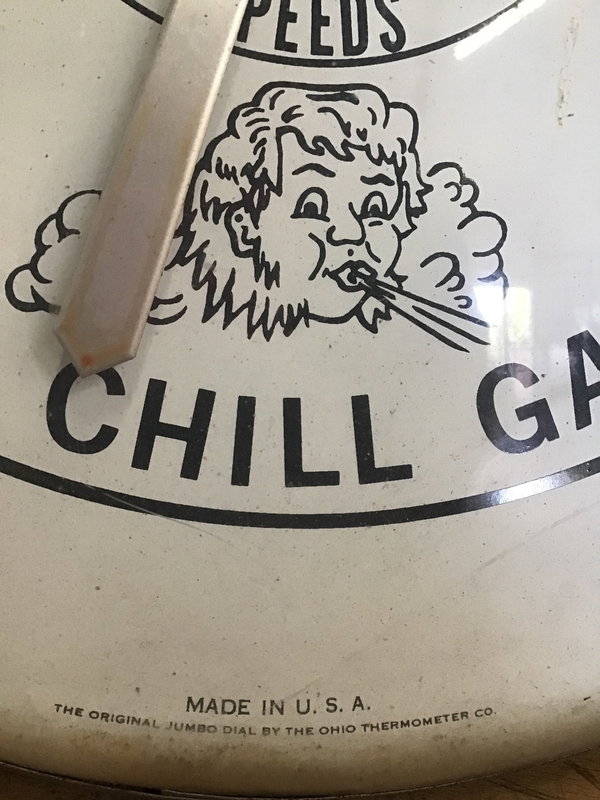 PEEDS
CHILL GA
MADE IN U. S. A.
THE ORIGINAL JUMBO DIAL BY THE OHIO THERMOMETER CO.